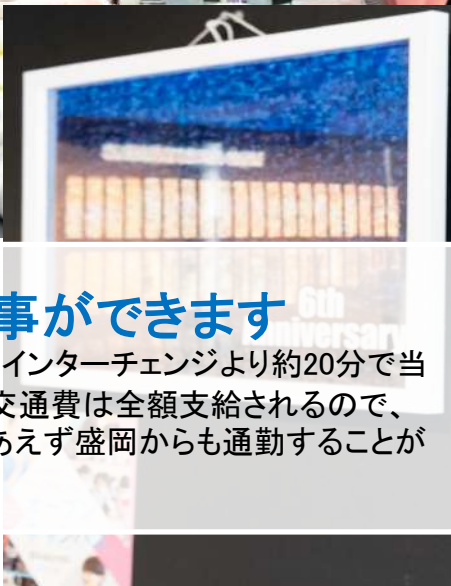 事ができます
6th
Anniversary
インターチェンジより約20分で当
交通費は全額支給されるので、
あえず盛岡からも通勤することが